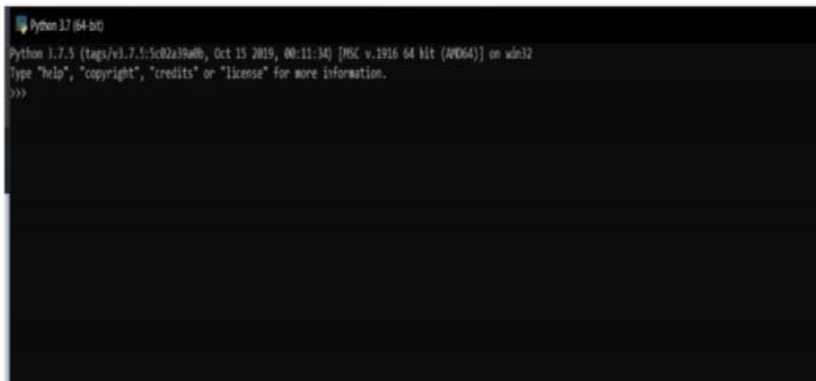 Python 3.7 (64-bit)
Python 3.7.5 (tags/v3.7.5:5c02a39a0b, Oct 15 2019, 00:11:34) [MSC v.1916 64 bit (AMD64)] on win32
Type "help", "copyright", "credits" or "license" for more information.
>>>